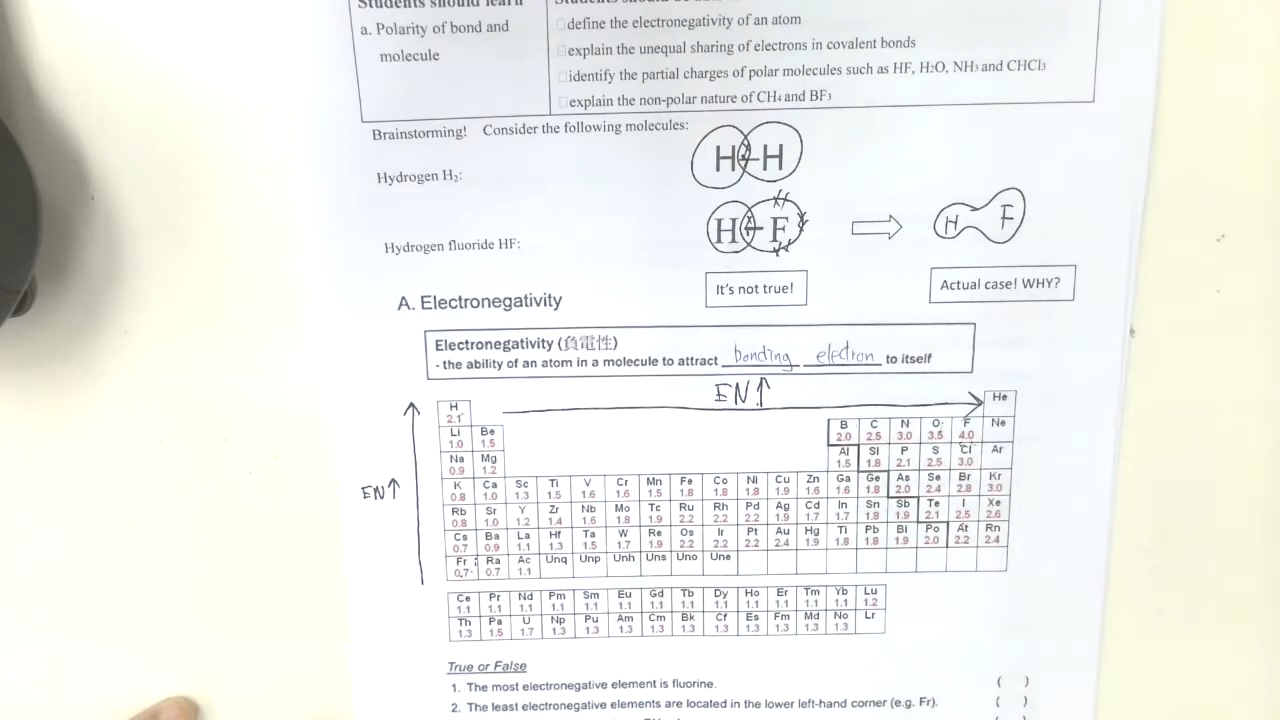 Students should learn
a. Polarity of bond and
molecule
define the electronegativity of an atom
explain the unequal sharing of electrons in covalent bonds
identify the partial charges of polar molecules such as HF, H2O, NH3 and CHCl3
explain the non-polar nature of CH4 and BF3
Brainstorming! Consider the following molecules:
Hydrogen H2:
H H
Hydrogen fluoride HF:
H F
H F
It's not true!
Actual case! WHY?
A. Electronegativity
Electronegativity (負電性)
- the ability of an atom in a molecule to attract bonding electron to itself
EN↑
EN↑
H He
2.1
Li Be B C N O F Ne
1.0 1.5 2.0 2.5 3.0 3.5 4.0
Na Mg Al Si P S Cl Ar
0.9 1.2 1.5 1.8 2.1 2.5 3.0
K Ca Sc Ti V Cr Mn Fe Co Ni Cu Zn Ga Ge As Se Br Kr
0.8 1.0 1.3 1.5 1.6 1.6 1.5 1.8 1.8 1.8 1.9 1.6 1.6 1.8 2.0 2.4 2.8 3.0
Rb Sr Y Zr Nb Mo Tc Ru Rh Pd Ag Cd In Sn Sb Te I Xe
0.8 1.0 1.2 1.4 1.6 1.8 1.9 2.2 2.2 2.2 1.9 1.7 1.7 1.8 1.9 2.1 2.5 2.6
Cs Ba La Hf Ta W Re Os Ir Pt Au Hg Tl Pb Bi Po At Rn
0.7 0.9 1.1 1.3 1.5 1.7 1.9 2.2 2.2 2.2 2.4 1.9 1.8 1.8 1.9 2.0 2.2 2.4
Fr Ra Ac Unq Unp Unh Uns Uno Une
0.7 0.7 1.1
Ce Pr Nd Pm Sm Eu Gd Tb Dy Ho Er Tm Yb Lu
1.1 1.1 1.1 1.1 1.1 1.1 1.1 1.1 1.1 1.1 1.1 1.1 1.1 1.2
Th Pa U Np Pu Am Cm Bk Cf Es Fm Md No Lr
1.3 1.5 1.7 1.3 1.3 1.3 1.3 1.3 1.3 1.3 1.3 1.3 1.3
True or False
1. The most electronegative element is fluorine. ( )
2. The least electronegative elements are located in the lower left-hand corner (e.g. Fr). ( )